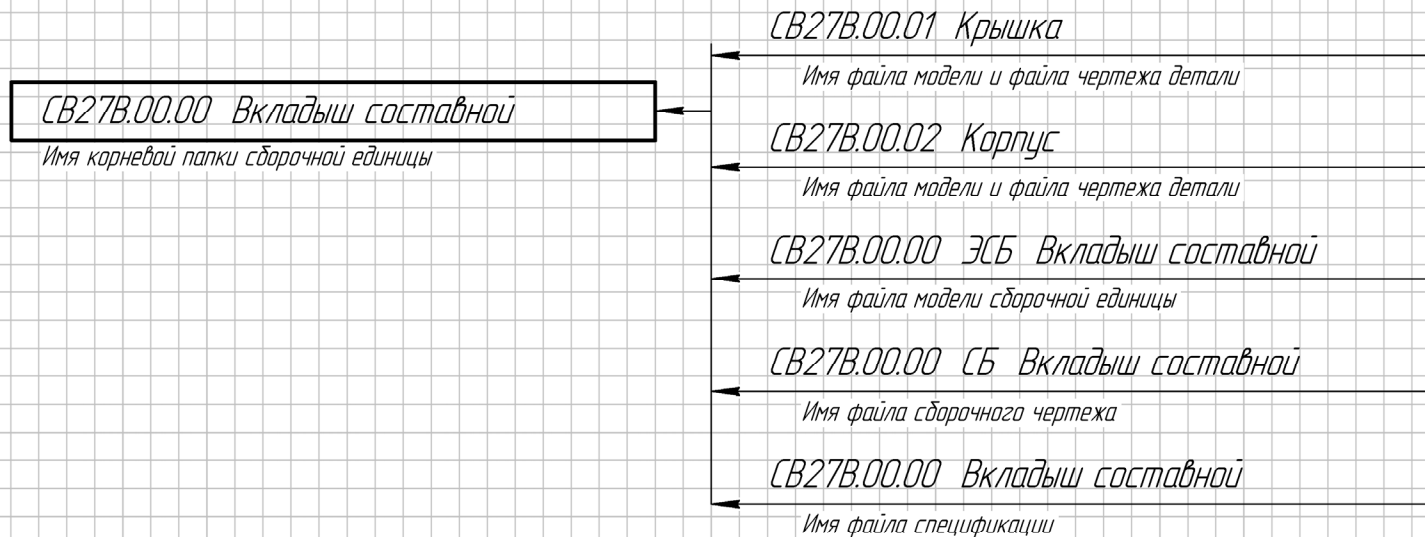 СВ27В.00.00 Вкладыш составной
Имя корневой папки сборочной единицы
СВ27В.00.01 Крышка
Имя файла модели и файла чертежа детали
СВ27В.00.02 Корпус
Имя файла модели и файла чертежа детали
СВ27В.00.00 ЭСБ Вкладыш составной
Имя файла модели сборочной единицы
СВ27В.00.00 СБ Вкладыш составной
Имя файла сборочного чертежа
СВ27В.00.00 Вкладыш составной
Имя файла спецификации